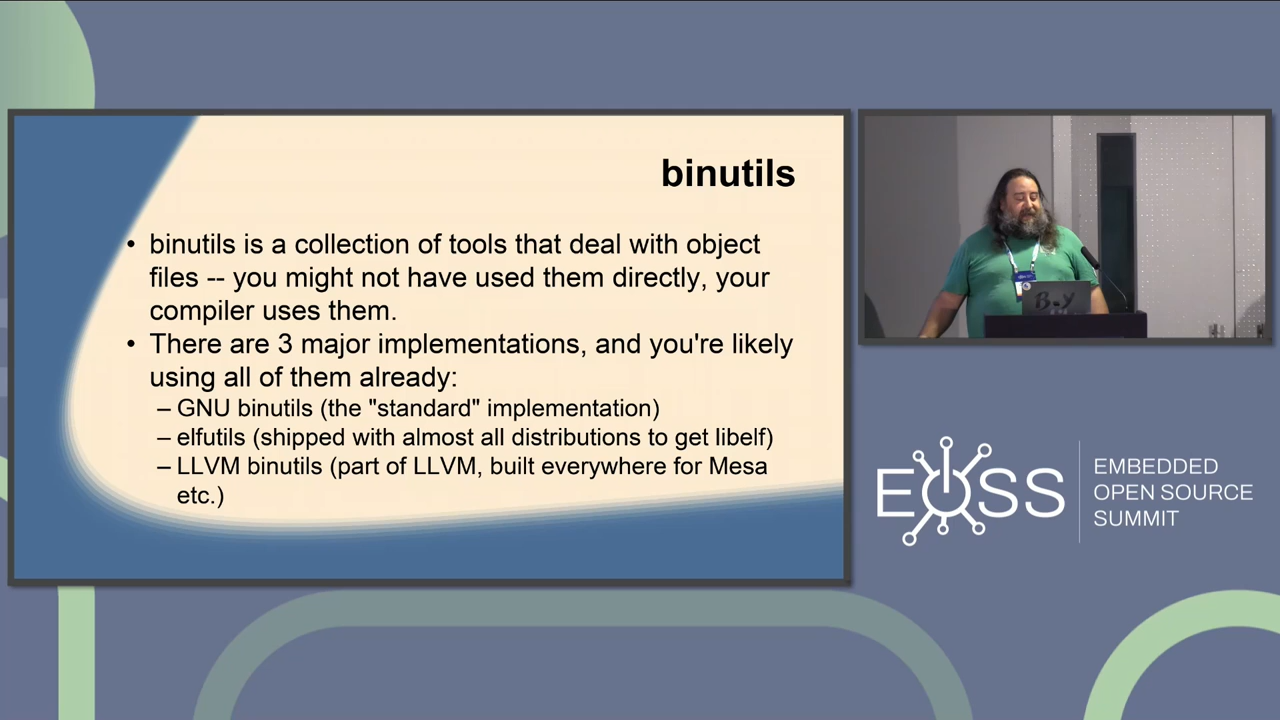 binutils
• binutils is a collection of tools that deal with object
files -- you might not have used them directly, your
compiler uses them.
• There are 3 major implementations, and you're likely
using all of them already:
– GNU binutils (the "standard" implementation)
– elfutils (shipped with almost all distributions to get libelf)
– LLVM binutils (part of LLVM, built everywhere for Mesa
etc.)
EOSS
EMBEDDED
OPEN SOURCE
SUMMIT